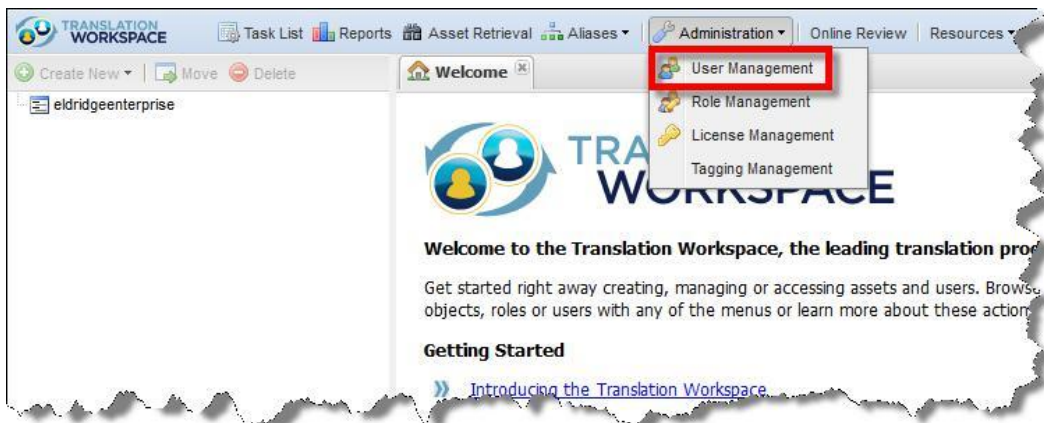 TRANSLATION
WORKSPACE
Task List Reports Asset Retrieval Aliases Administration Online Review Resources
Create New Move Delete
Welcome
User Management
eldridgeenterprise
Role Management
License Management
Tagging Management
TRA
WORKSPACE
Welcome to the Translation Workspace, the leading translation
Get started right away creating, managing or accessing assets and users.
objects, roles or users with any of the menus or learn more about these action
Getting Started
Introducing the Translation Workspace